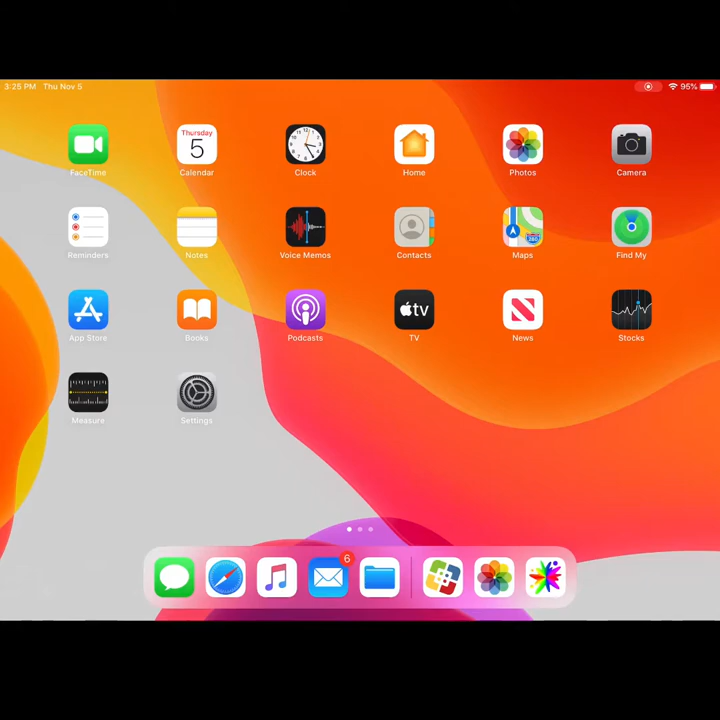 3:25 PM Thu Nov 5
95%
Thursday
5
FaceTime Calendar Clock Home Photos Camera
Reminders Notes Voice Memos Contacts Maps Find My
tv
App Store Books Podcasts TV News Stocks
Measure Settings
6